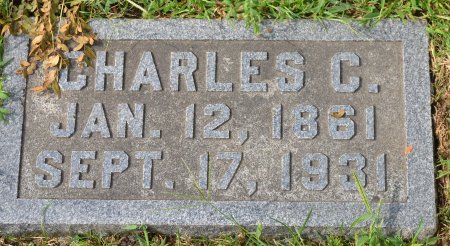 CHARLES C.
JAN. 12, 1861
SEPT. 17, 1931